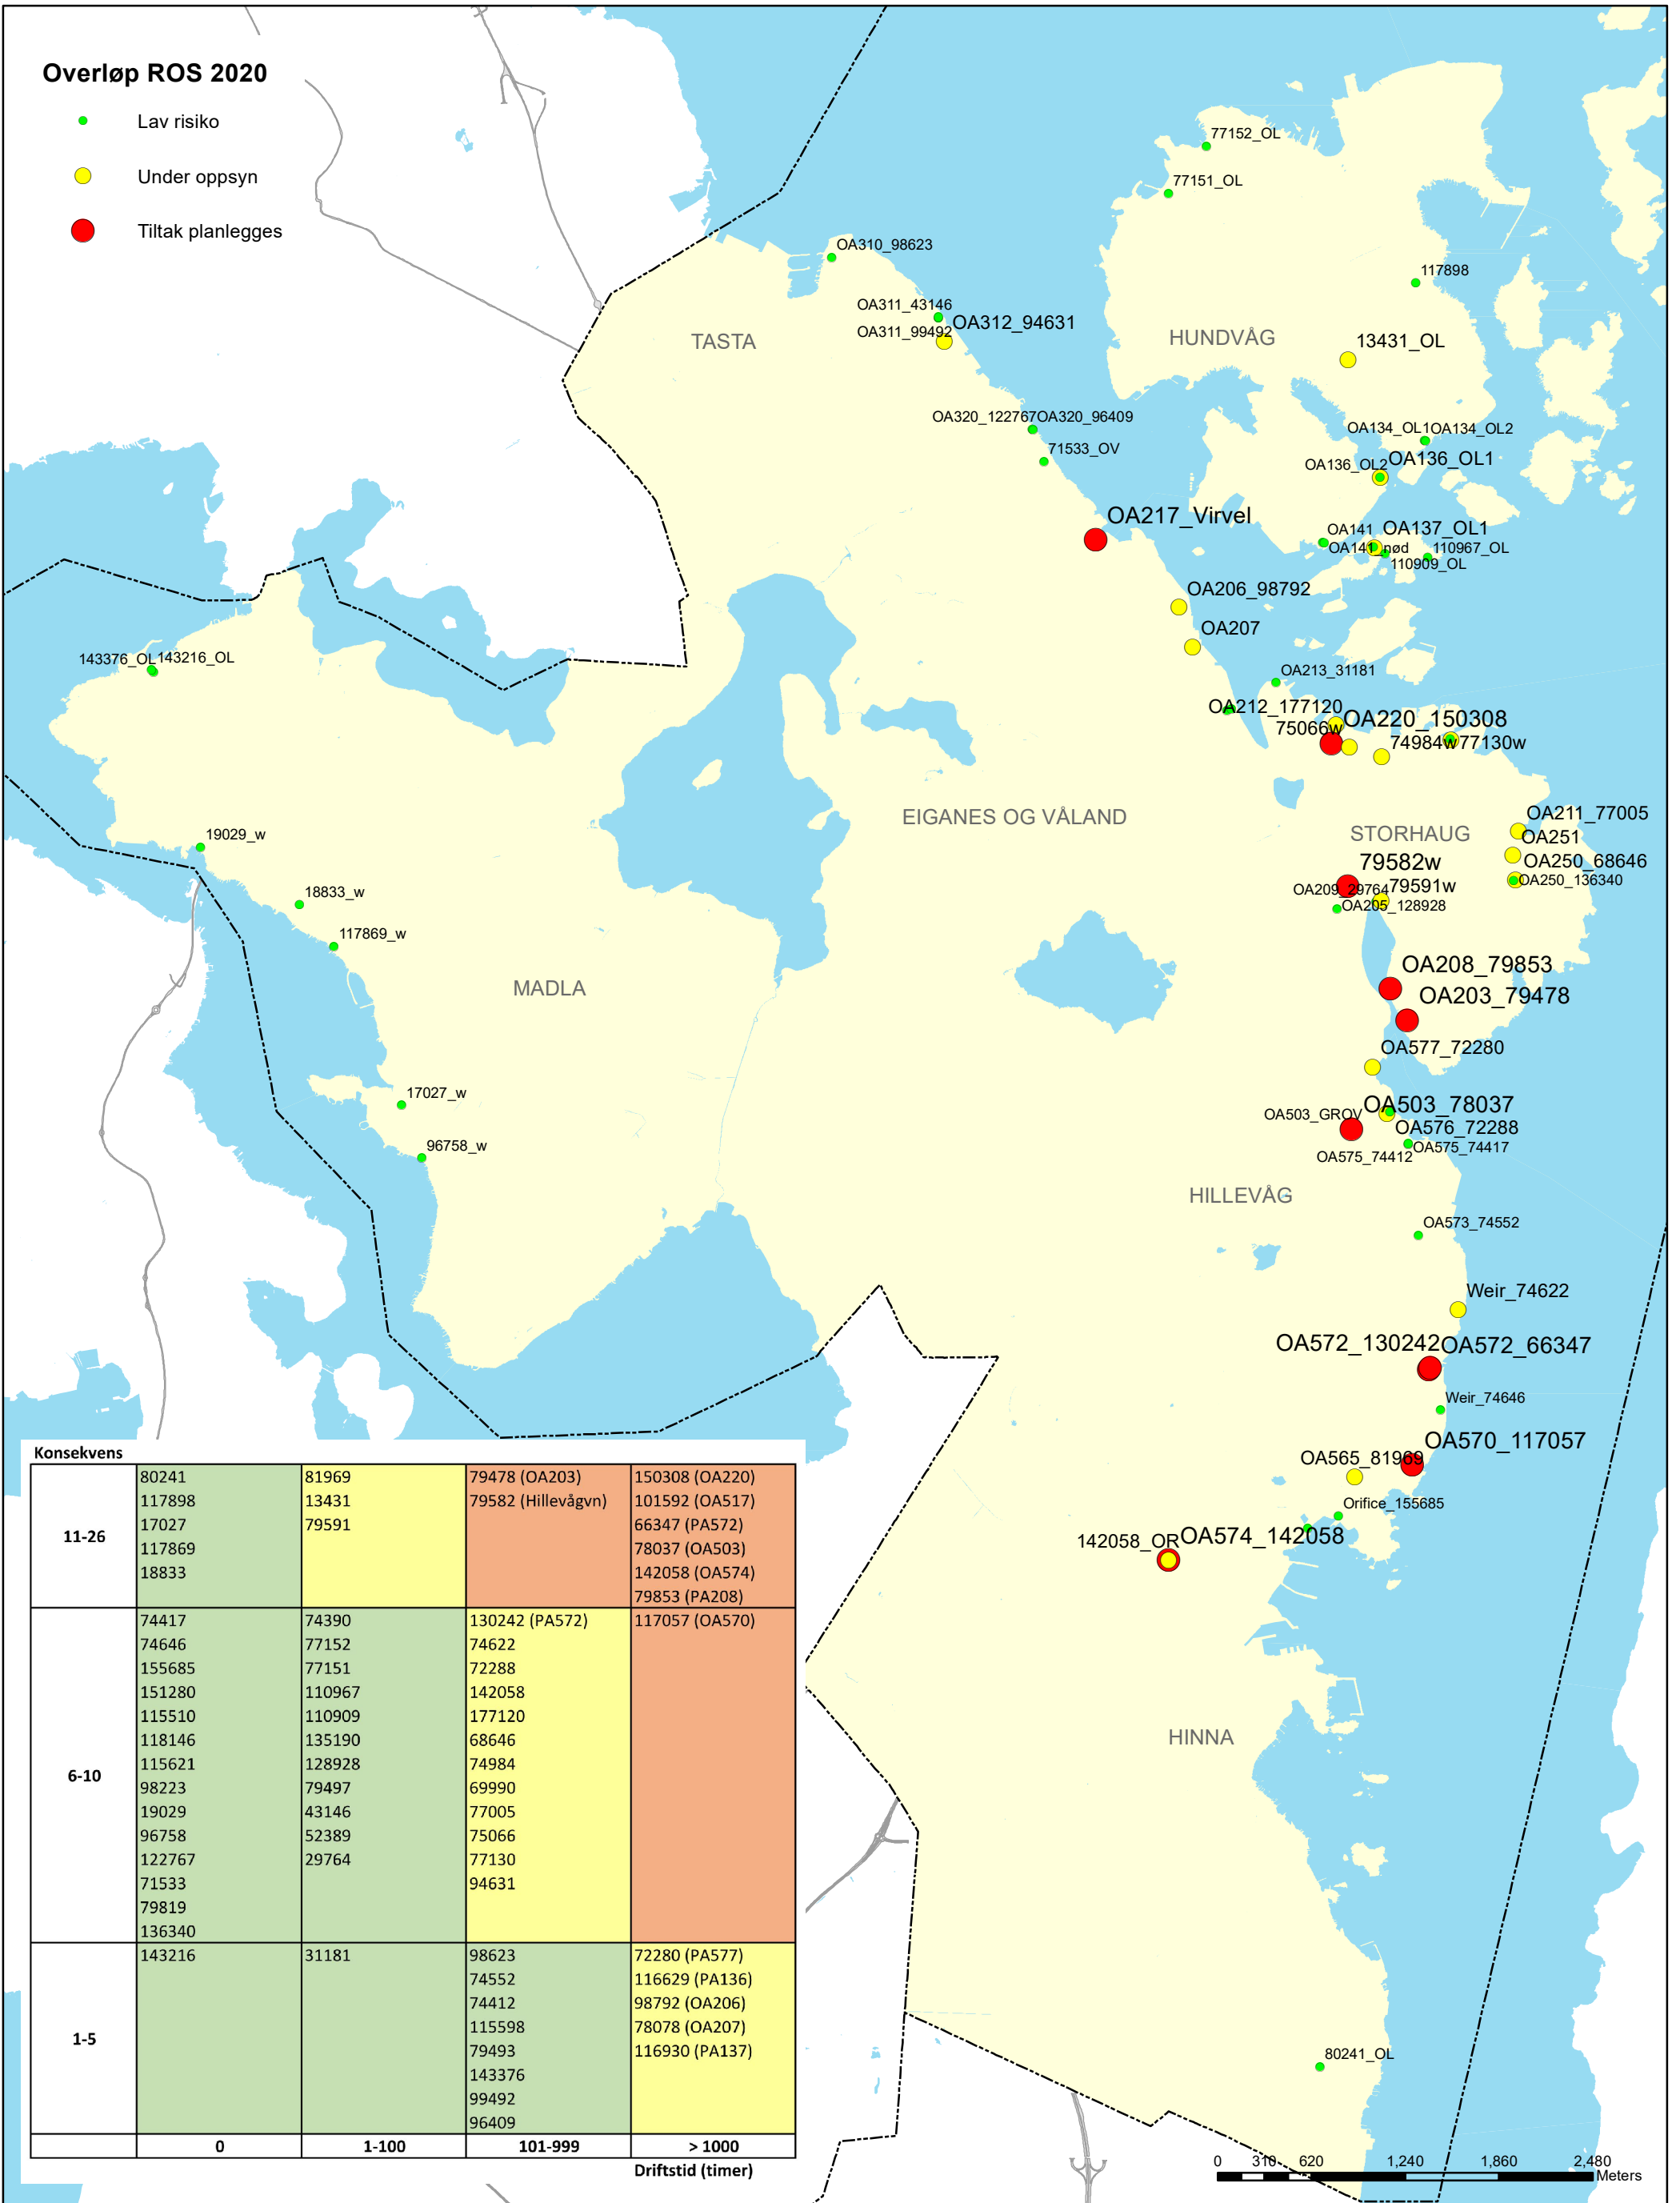 Overløp ROS 2020
Lav risiko
Under oppsyn
Tiltak planlegges
77152_OL
77151_OL
OA310_98623
117898
OA311_43146
OA312_94631
OA311_99492
TASTA
HUNDVÅG
13431_OL
OA320_122767OA320_96409
71533_OV
OA134_OL1OA134_OL2
OA136_OL2OA136_OL1
OA217_Virvel
OA141
OA137_OL1
OA141_nød
110967_OL
110909_OL
OA206_98792
OA207
143376_OL143216_OL
OA213_31181
OA212_177120
OA220_150308
75066w
74984w77130w
EIGANES OG VÅLAND
STORHAUG
OA211_77005
OA251
OA250_68646
OA250_136340
19029_w
79582w
OA209_29764
79591w
OA205_128928
18833_w
117869_w
MADLA
OA208_79853
OA203_79478
OA577_72280
17027_w
OA503_GROV
OA503_78037
OA576_72288
96758_w
OA575_74412
OA575_74417
HILLEVÅG
OA573_74552
Weir_74622
OA572_130242OA572_66347
Weir_74646
OA570_117057
OA565_81969
Orifice_155685
142058_OR
OA574_142058
HINNA
80241_OL
Konsekvens
11-26
80241
117898
17027
117869
18833
81969
13431
79591
79478 (OA203)
79582 (Hillevågvn)
150308 (OA220)
101592 (OA517)
66347 (PA572)
78037 (OA503)
142058 (OA574)
79853 (PA208)
6-10
74417
74646
155685
151280
115510
118146
115621
98223
19029
96758
122767
71533
79819
136340
74390
77152
77151
110967
110909
135190
128928
79497
43146
52389
29764
130242 (PA572)
74622
72288
142058
177120
68646
74984
69990
77005
75066
77130
94631
117057 (OA570)
1-5
143216
31181
98623
74552
74412
115598
79493
143376
99492
96409
72280 (PA577)
116629 (PA136)
98792 (OA206)
78078 (OA207)
116930 (PA137)
0 1-100 101-999 > 1000
Driftstid (timer)
0 310 620 1,240 1,860 2,480
Meters